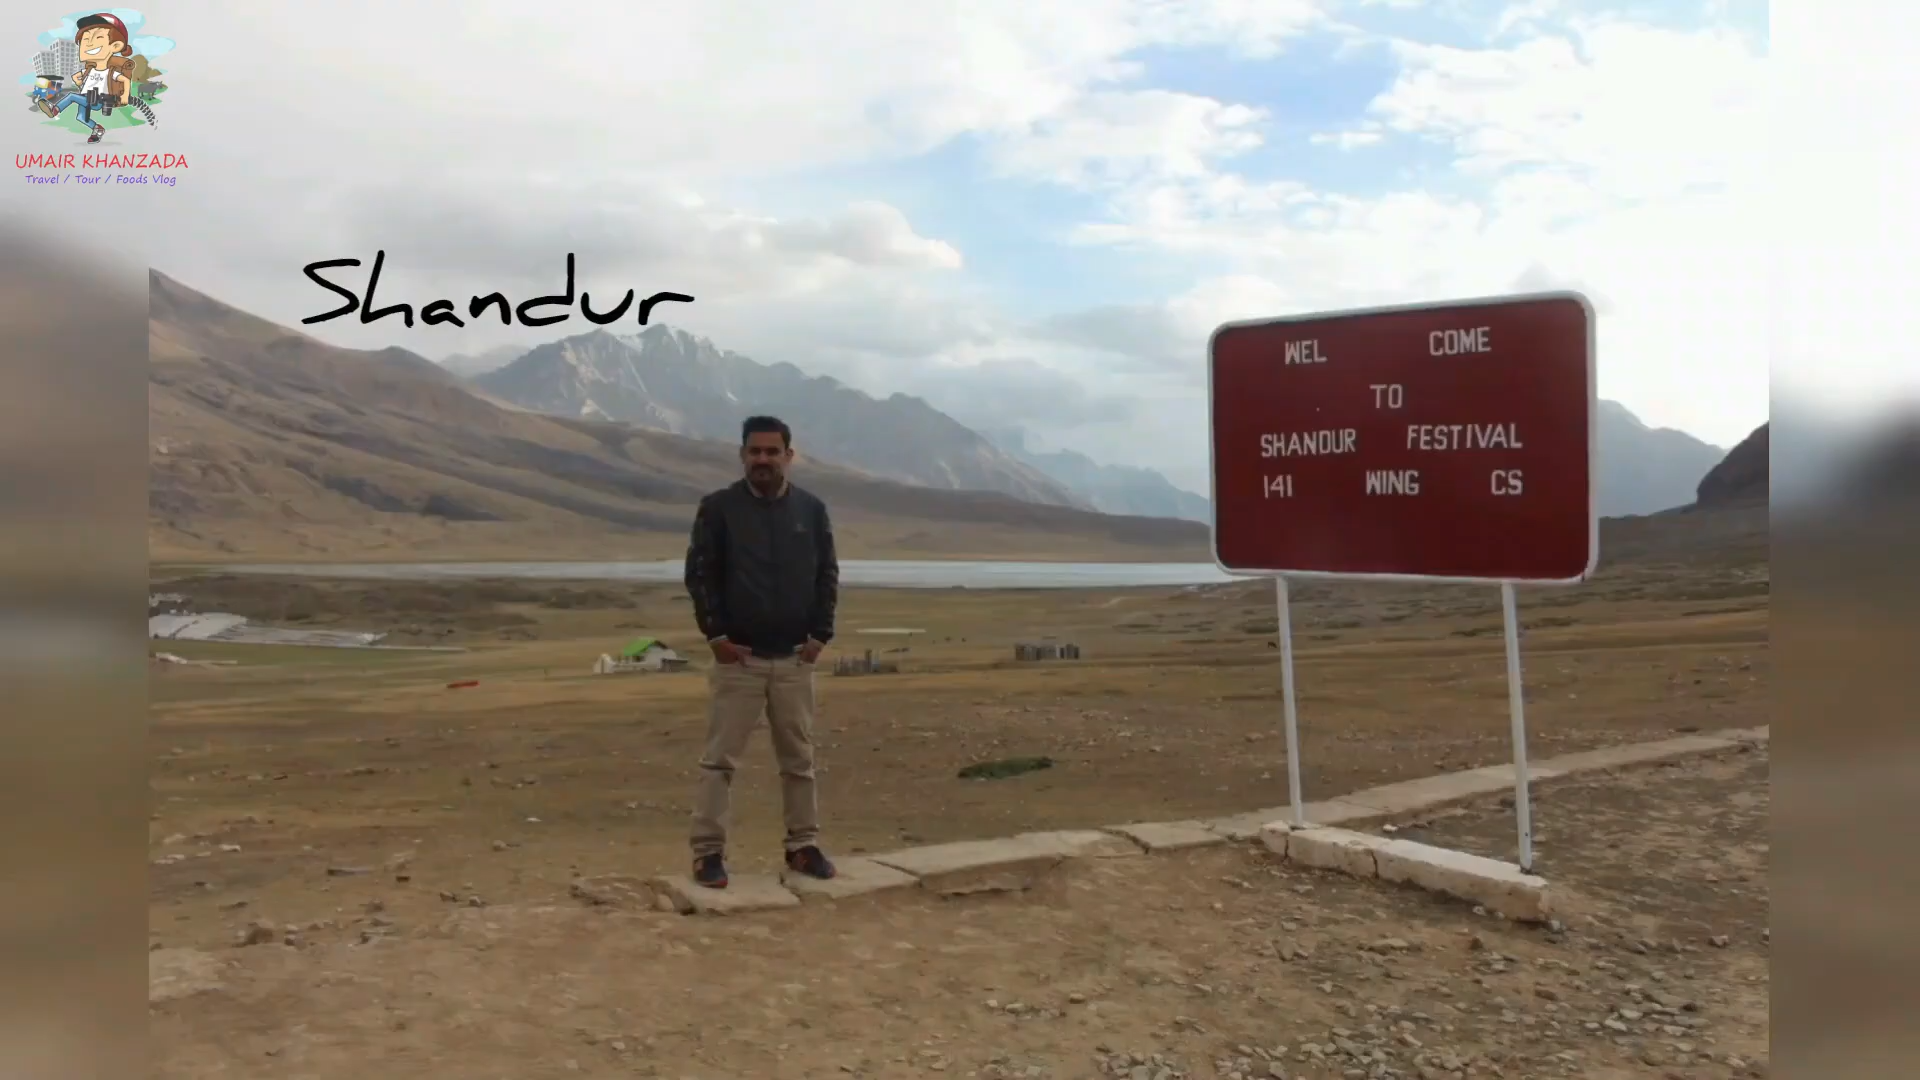 UMAIR KHANZADA
Travel / Tour / Foods Vlog
Shandur
WEL COME
TO
SHANDUR FESTIVAL
141 WING CS